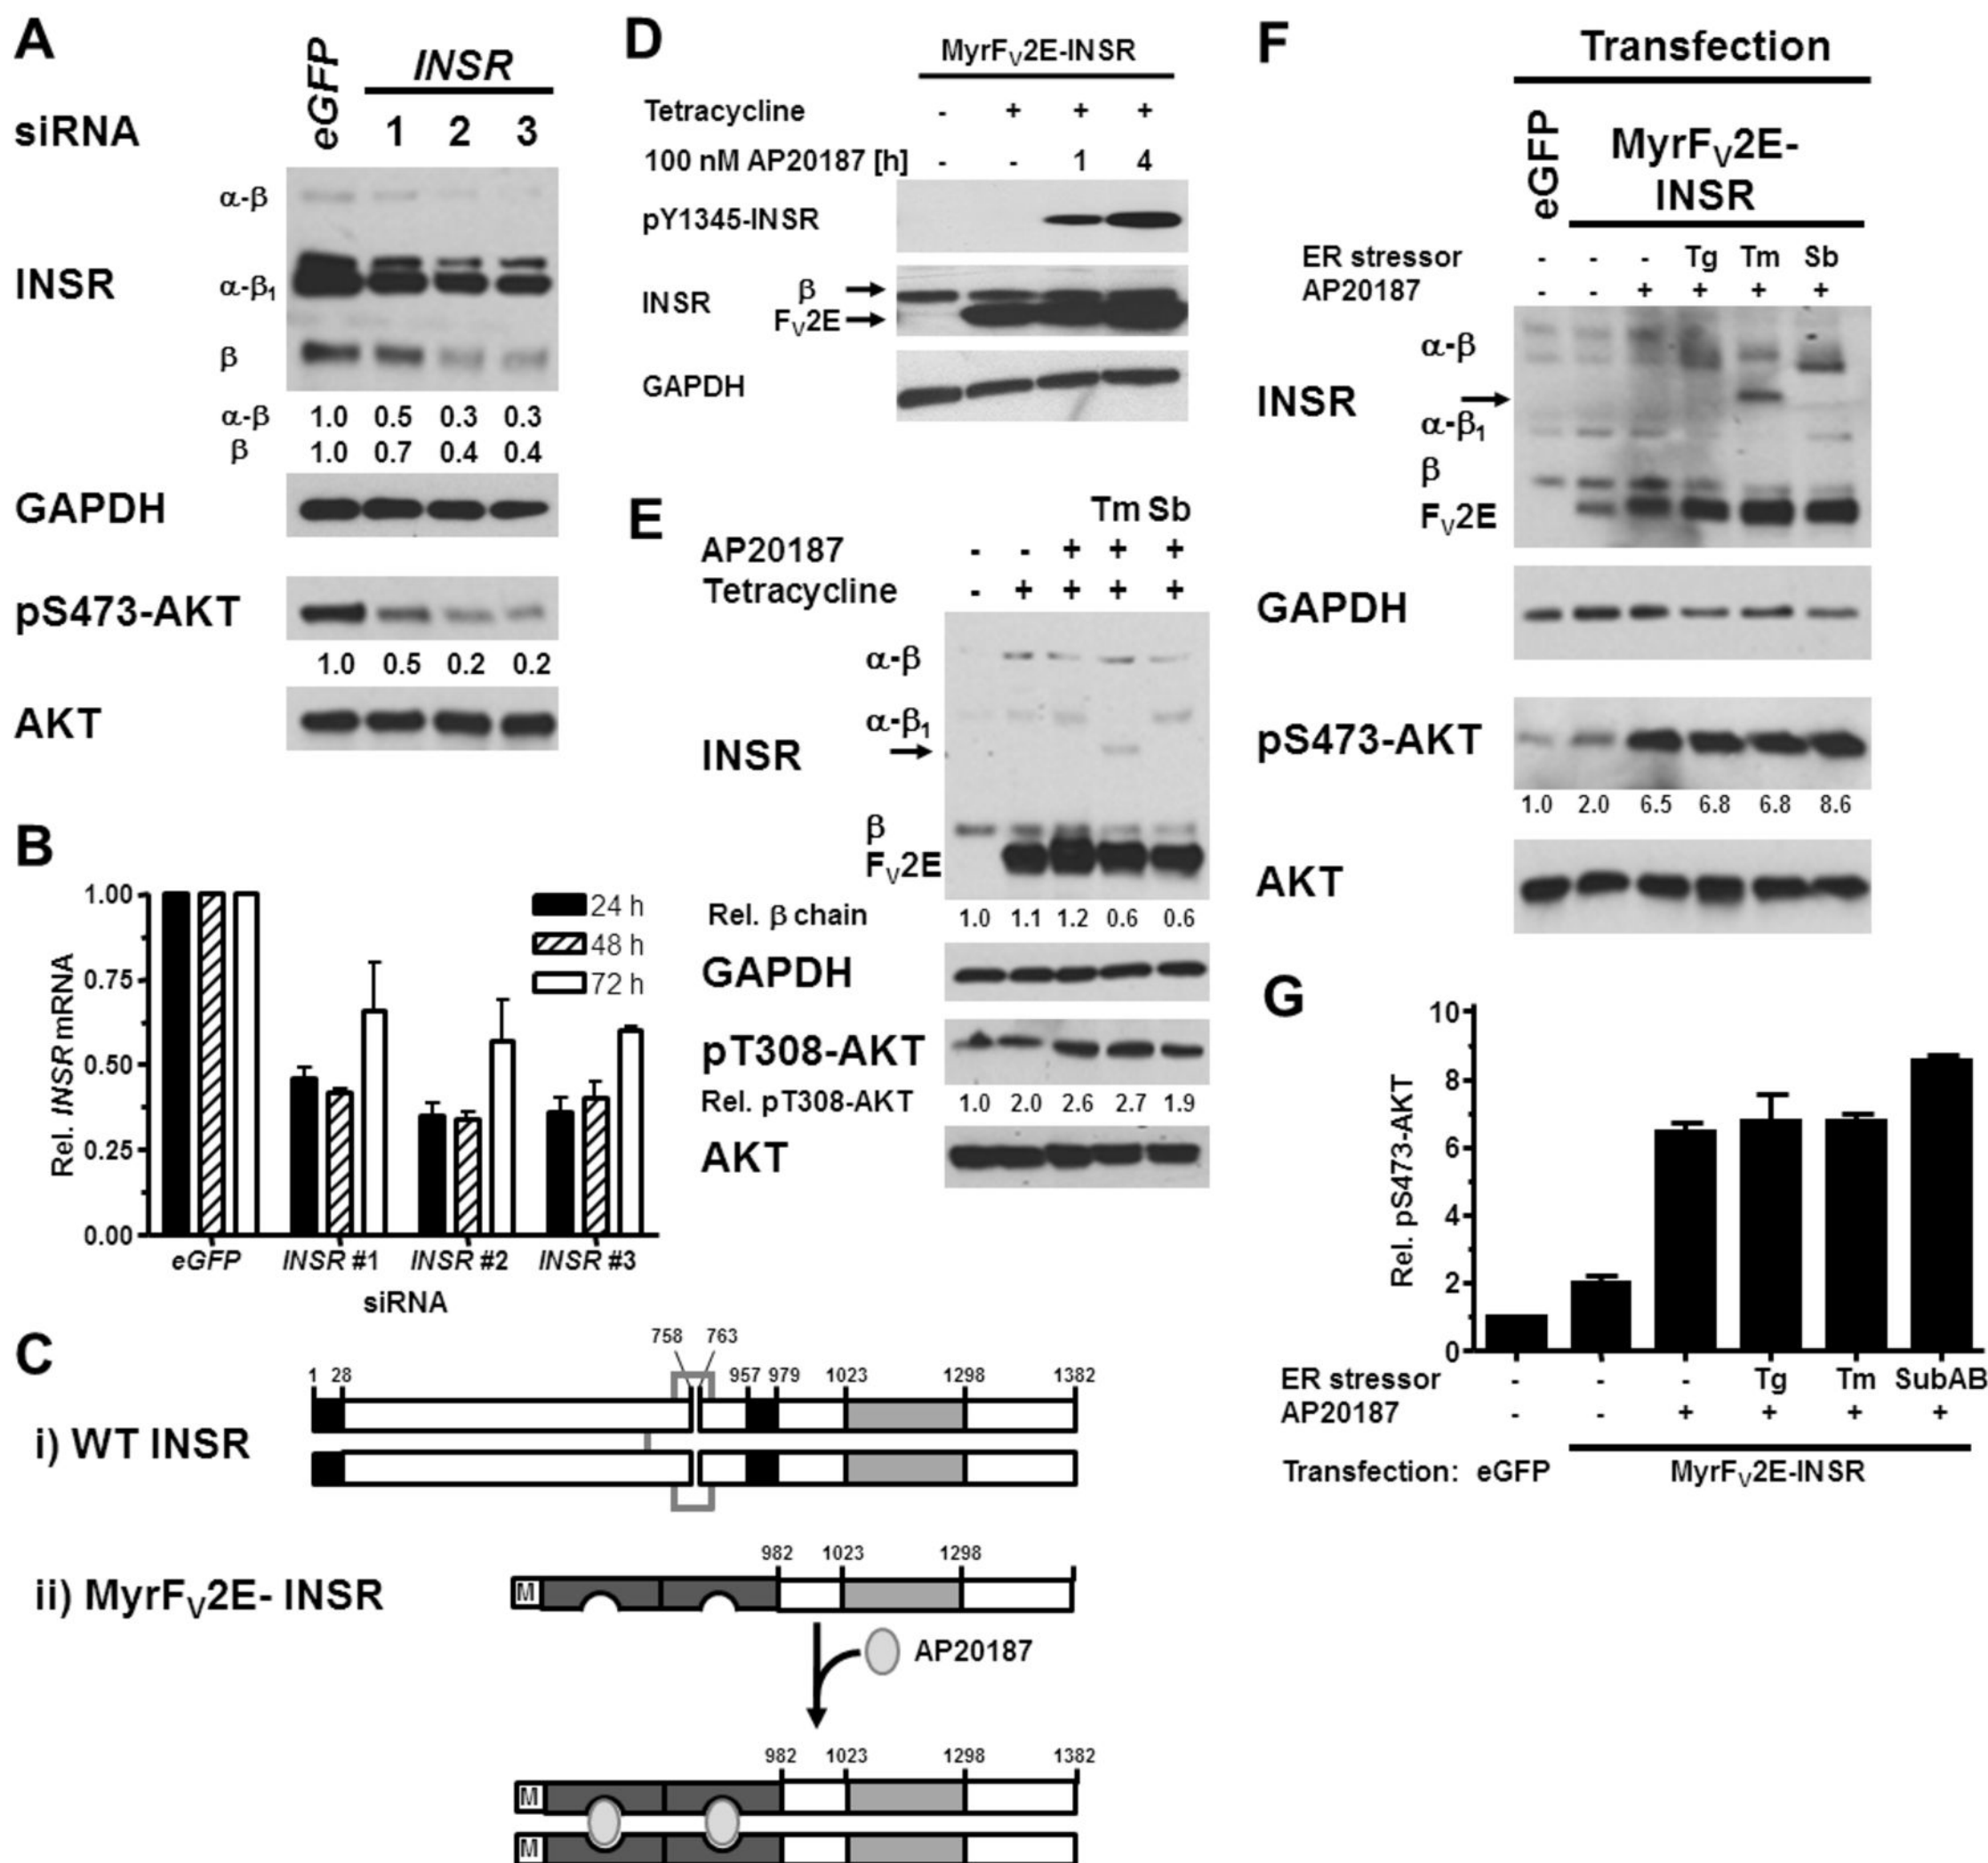 A
eGFP
INSR
siRNA
1 2 3
α-β
INSR
α-β1
β
α-β 1.0 0.5 0.3 0.3
β 1.0 0.7 0.4 0.4
GAPDH
pS473-AKT
1.0 0.5 0.2 0.2
AKT
B
1.00
0.75
0.50
0.25
0.00
Rel. INSR mRNA
24 h
48 h
72 h
eGFP INSR #1 INSR #2 INSR #3
siRNA
C
758 763
1 28 957 979 1023 1298 1382
i) WT INSR
982 1023 1298
ii) MyrFV2E- INSR
M
AP20187
982 1023 1298 1382
M
M
D
MyrFV2E-INSR
Tetracycline - + + +
100 nM AP20187 [h] - - 1 4
pY1345-INSR
INSR
β
FV2E
GAPDH
E
Tm Sb
AP20187 - - + + +
Tetracycline - + + + +
α-β
α-β1
INSR
β
FV2E
Rel. β chain 1.0 1.1 1.2 0.6 0.6
GAPDH
pT308-AKT
Rel. pT308-AKT 1.0 2.0 2.6 2.7 1.9
AKT
F
Transfection
eGFP
MyrFV2E-
INSR
ER stressor - - - Tg Tm Sb
AP20187 - - + + + +
α-β
INSR
α-β1
β
FV2E
GAPDH
pS473-AKT
1.0 2.0 6.5 6.8 6.8 8.6
AKT
G
10
8
6
4
2
0
Rel. pS473-AKT
ER stressor - - - Tg Tm SubAB
AP20187 - - + + + +
Transfection: eGFP MyrFV2E-INSR